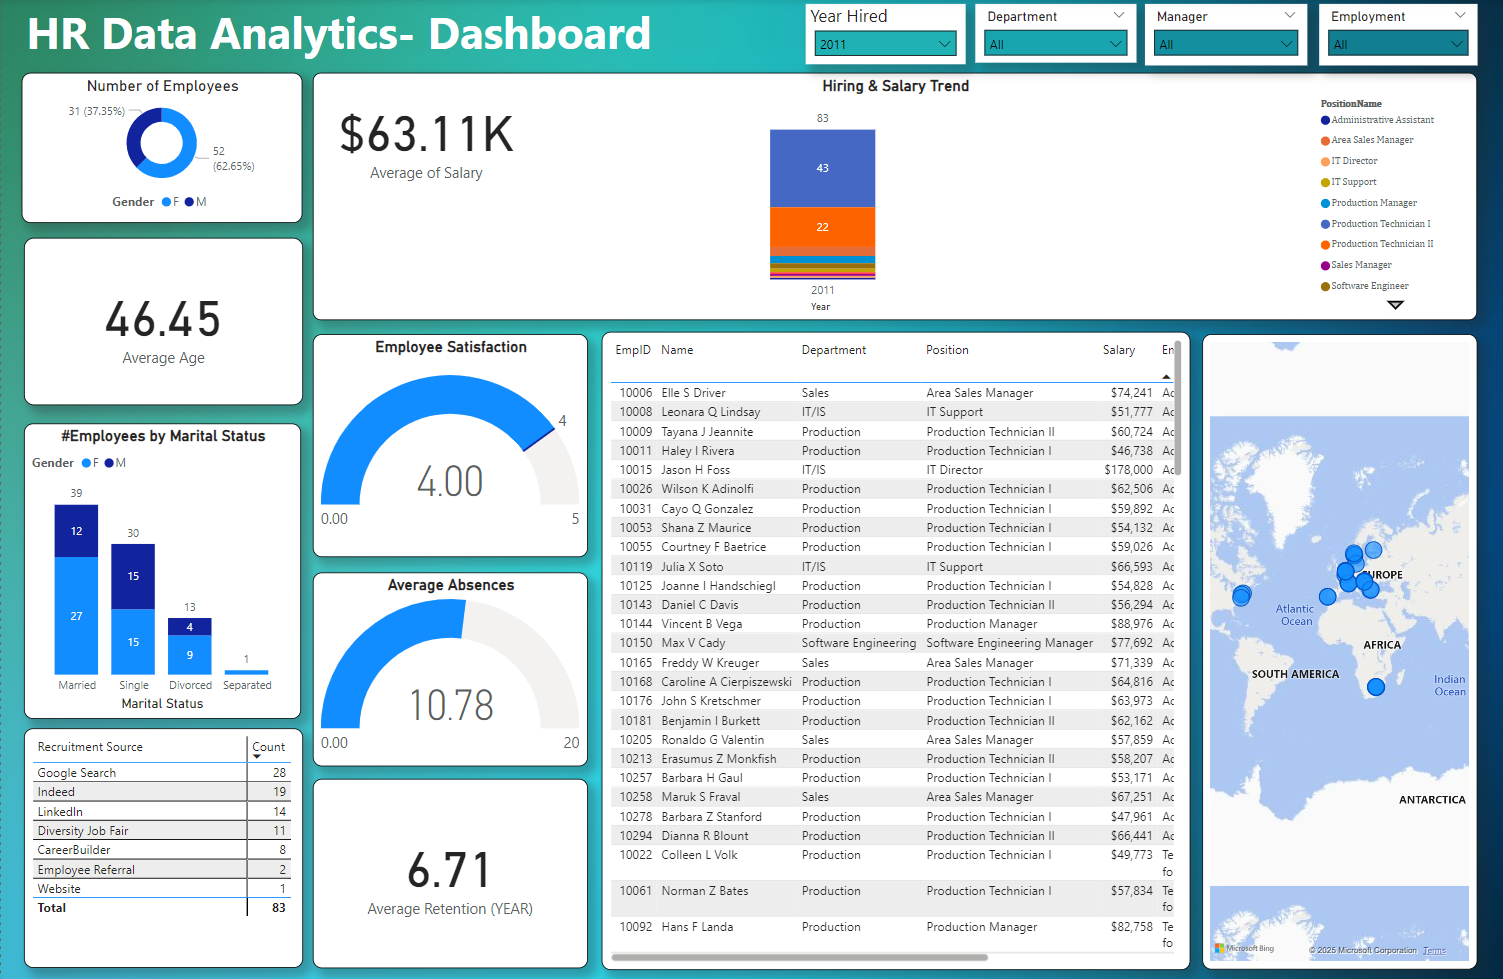 HR Data Analytics- Dashboard
Year Hired
2011
Department
All
Manager
All
Employment
All
Number of Employees
31 (37.35%)
52
(62.65%)
Gender F M
46.45
Average Age
#Employees by Marital Status
Gender F M
39
12
27
30
15
15
13
4
9
1
Married Single Divorced Separated
Marital Status
Recruitment Source Count
Google Search 28
Indeed 19
LinkedIn 14
Diversity Job Fair 11
CareerBuilder 8
Employee Referral 2
Website 1
Total 83
Hiring & Salary Trend
$63.11K
Average of Salary
83
43
22
2011
Year
PositionName
Administrative Assistant
Area Sales Manager
IT Director
IT Support
Production Manager
Production Technician I
Production Technician II
Sales Manager
Software Engineer
Employee Satisfaction
4
4.00
0.00 5
Average Absences
10.78
0.00 20
6.71
Average Retention (YEAR)
EmpID Name Department Position Salary En
10006 Elle S Driver Sales Area Sales Manager $74,241 Ac
10008 Leonara Q Lindsay IT/IS IT Support $51,777 Ac
10009 Tayana J Jeannite Production Production Technician II $60,724 Ac
10011 Haley I Rivera Production Production Technician I $46,738 Ac
10015 Jason H Foss IT/IS IT Director $178,000 Ac
10026 Wilson K Adinolfi Production Production Technician I $62,506 Ac
10031 Cayo Q Gonzalez Production Production Technician I $59,892 Ac
10053 Shana Z Maurice Production Production Technician I $54,132 Ac
10055 Courtney F Baetrice Production Production Technician I $59,026 Ac
10119 Julia X Soto IT/IS IT Support $66,593 Ac
10125 Joanne I Handschiegl Production Production Technician I $54,828 Ac
10143 Daniel C Davis Production Production Technician II $56,294 Ac
10144 Vincent B Vega Production Production Manager $88,976 Ac
10150 Max V Cady Software Engineering Software Engineering Manager $77,692 Ac
10165 Freddy W Kreuger Sales Area Sales Manager $71,339 Ac
10168 Caroline A Cierpiszewski Production Production Technician I $64,816 Ac
10176 John S Kretschmer Production Production Technician I $63,973 Ac
10181 Benjamin I Burkett Production Production Technician II $62,162 Ac
10205 Ronaldo G Valentin Sales Area Sales Manager $57,859 Ac
10213 Erasumus Z Monkfish Production Production Technician II $58,207 Ac
10257 Barbara H Gaul Production Production Technician I $53,171 Ac
10258 Maruk S Fraval Sales Area Sales Manager $67,251 Ac
10278 Barbara Z Stanford Production Production Technician I $47,961 Ac
10294 Dianna R Blount Production Production Technician II $66,441 Ac
10022 Colleen L Volk Production Production Technician I $49,773 Te
fo
10061 Norman Z Bates Production Production Technician I $57,834 Te
fo
10092 Hans F Landa Production Production Manager $82,758 Te
fo
EUROPE
Atlantic
Ocean
AFRICA
SOUTH AMERICA
Indian
Ocean
ANTARCTICA
Microsoft Bing
© 2025 Microsoft Corporation Terms